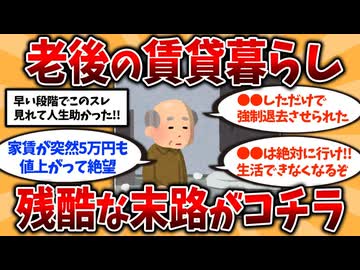 老後の賃貸暮らし
早い段階でこのスレ
見れて人生助かった!!
●●しただけで
強制退去させられた
家賃が突然5万円も
値上がって絶望
●●は絶対に行け!!
生活できなくなるぞ
残酷な末路がコチラ